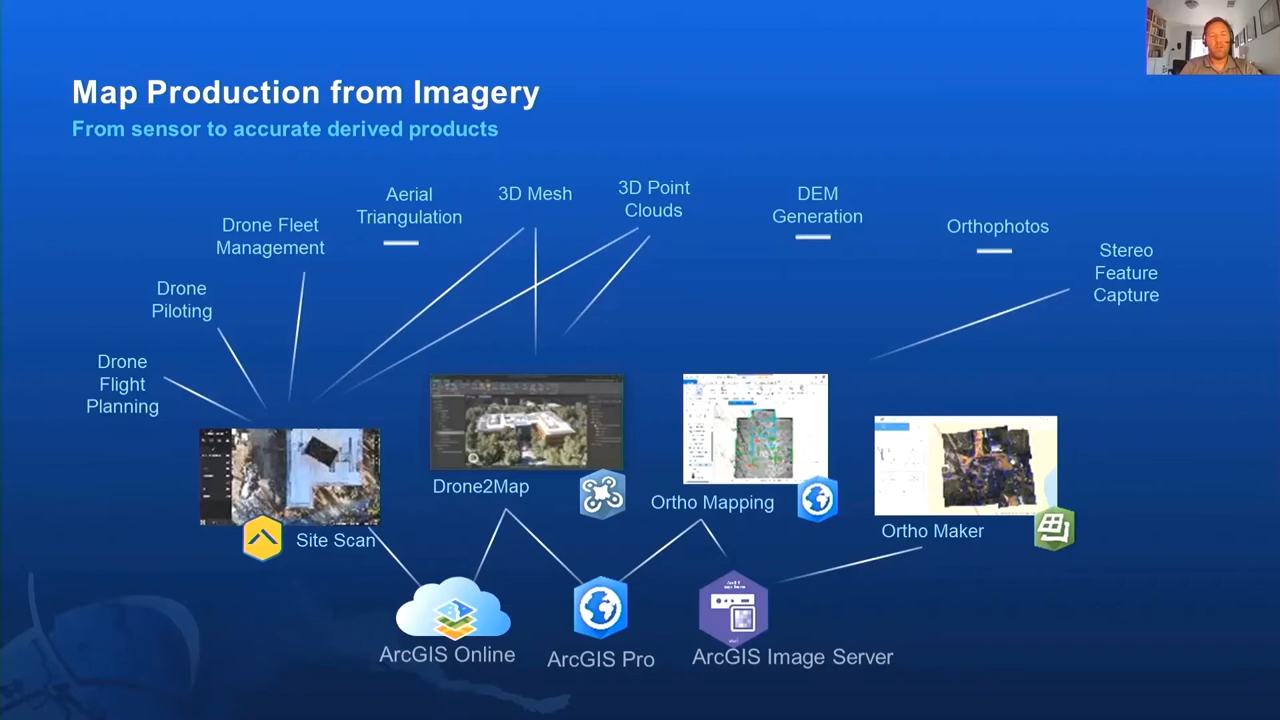 Map Production from Imagery
From sensor to accurate derived products
Aerial
Triangulation
3D Mesh
3D Point
Clouds
DEM
Generation
Drone Fleet
Management
Orthophotos
Stereo
Feature
Capture
Drone
Piloting
Drone
Flight
Planning
Drone2Map
Ortho Mapping
Ortho Maker
Site Scan
ArcGIS Online
ArcGIS Pro
ArcGIS Image Server